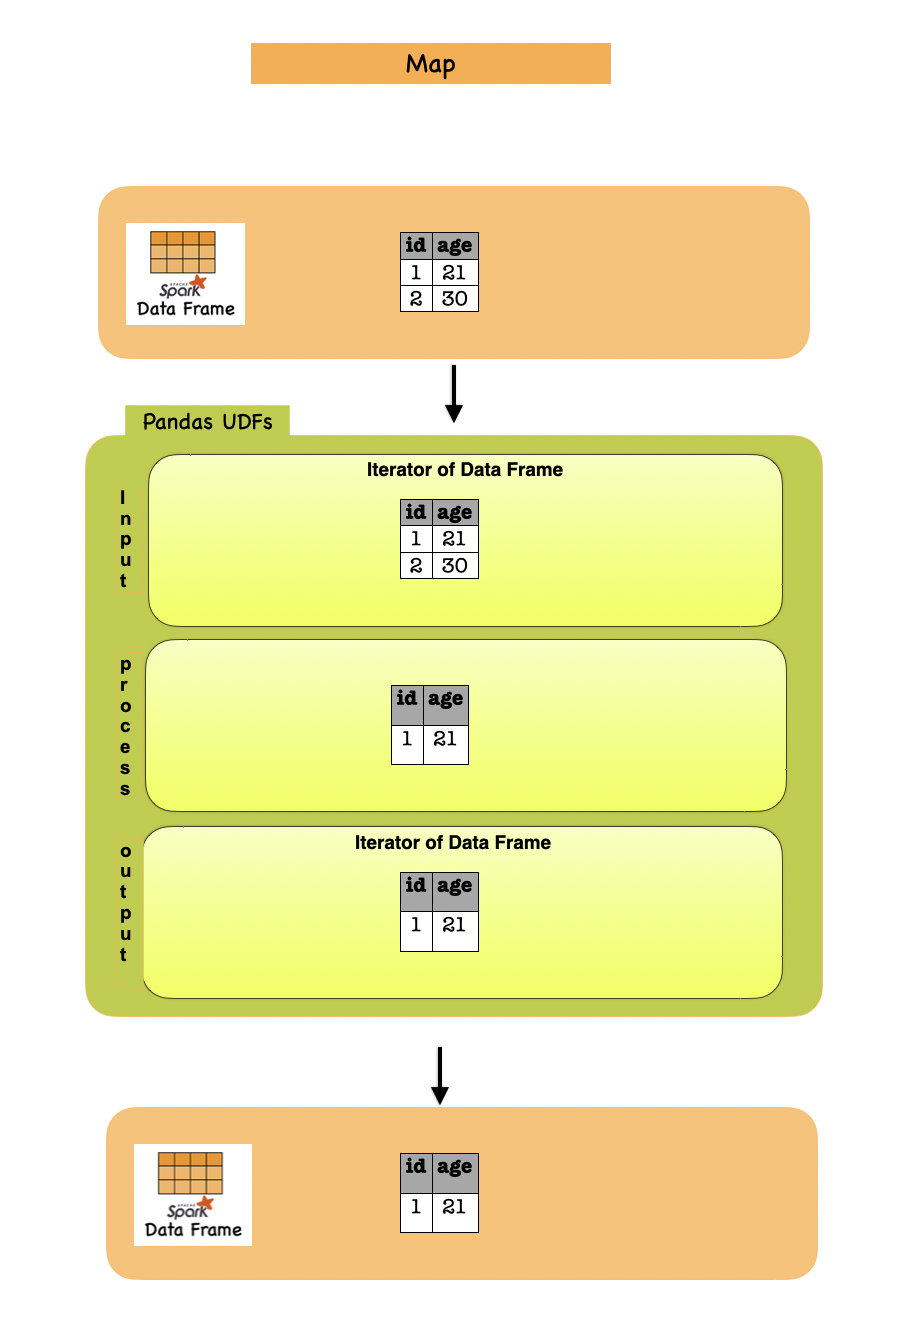 Map
id age
1 21
2 30
APACHE
Spark
Data Frame
Pandas UDFs
Input
Iterator of Data Frame
id age
1 21
2 30
process
id age
1 21
output
Iterator of Data Frame
id age
1 21
id age
1 21
APACHE
Spark
Data Frame